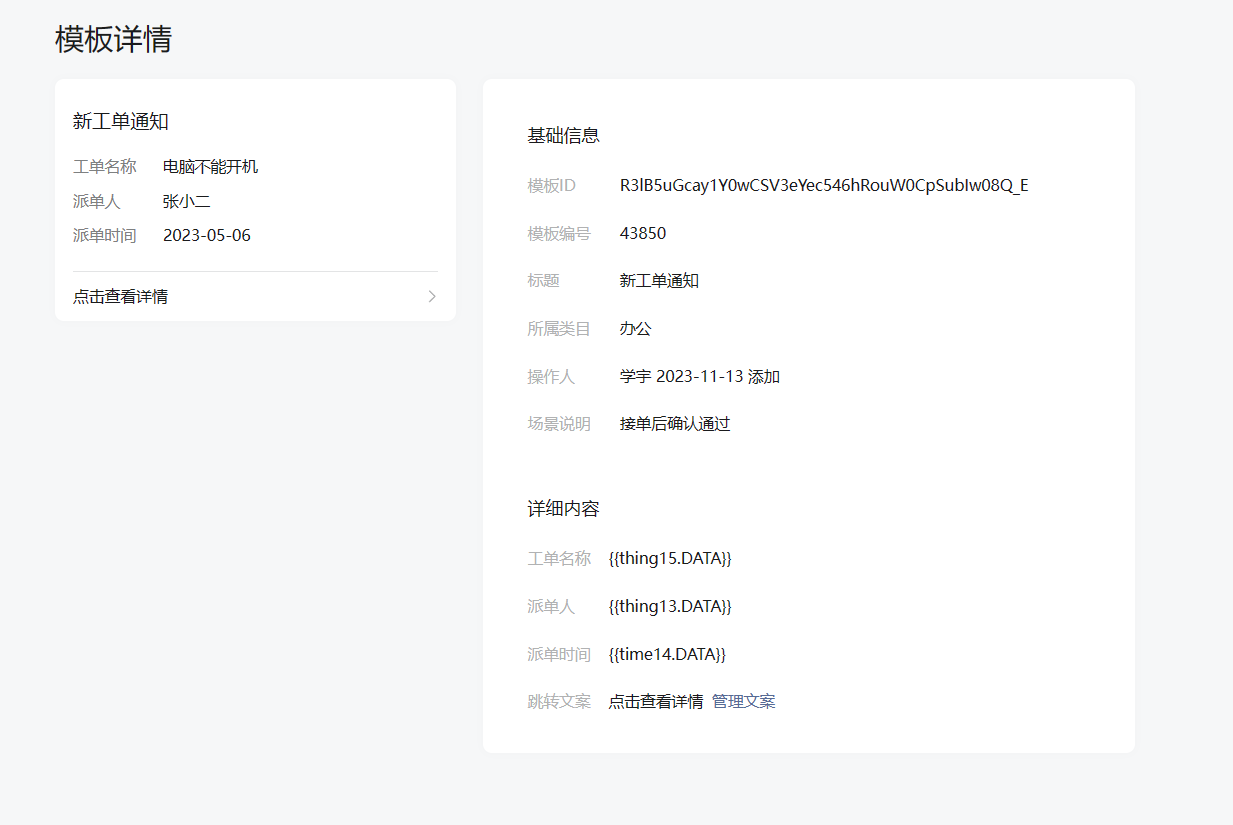 模板详情
新工单通知
工单名称 电脑不能开机
派单人 张小二
派单时间 2023-05-06
点击查看详情
基础信息
模板ID R3lB5uGcay1Y0wCSV3eYec546hRouW0CpSubIw08Q_E
模板编号 43850
标题 新工单通知
所属类目 办公
操作人 学宇 2023-11-13 添加
场景说明 接单后确认通过
详细内容
工单名称 {{thing15.DATA}}
派单人 {{thing13.DATA}}
派单时间 {{time14.DATA}}
跳转文案 点击查看详情 管理文案